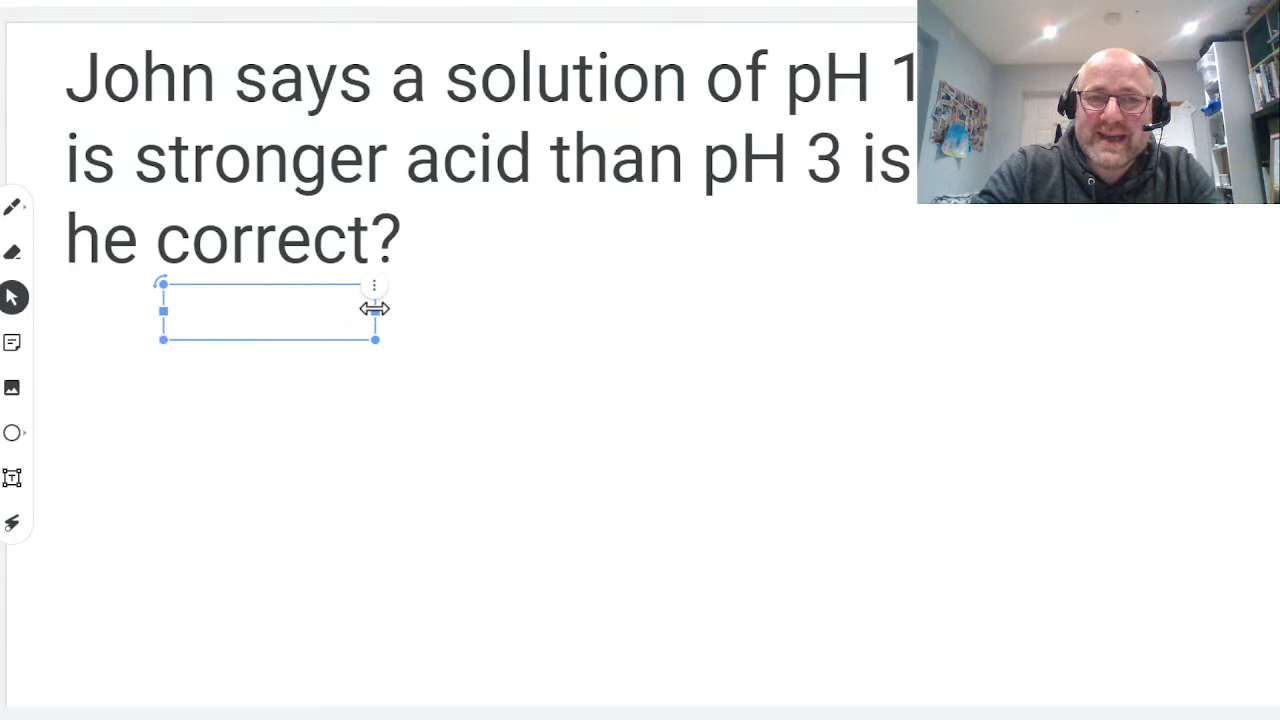 John says a solution of pH 1
is stronger acid than pH 3 is
he correct?